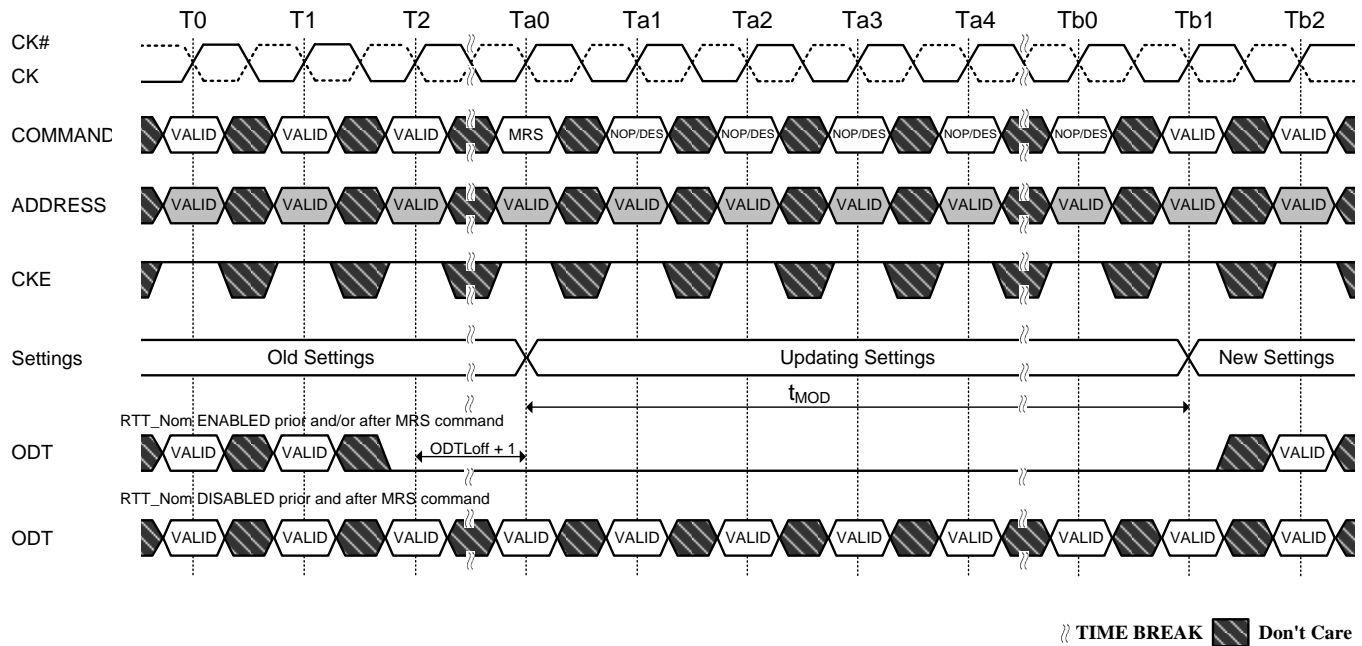 T0 T1 T2 Ta0 Ta1 Ta2 Ta3 Ta4 Tb0 Tb1 Tb2
CK#
CK
COMMAND VALID VALID VALID MRS NOP/DES NOP/DES NOP/DES NOP/DES NOP/DES VALID VALID
ADDRESS VALID VALID VALID VALID VALID VALID VALID VALID VALID VALID VALID
CKE
Settings Old Settings Updating Settings New Settings
tMOD
RTT_Nom ENABLED prior and/or after MRS command
ODT VALID VALID ODTLoff + 1 VALID
RTT_Nom DISABLED prior and after MRS command
ODT VALID VALID VALID VALID VALID VALID VALID VALID VALID VALID VALID
TIME BREAK Don't Care